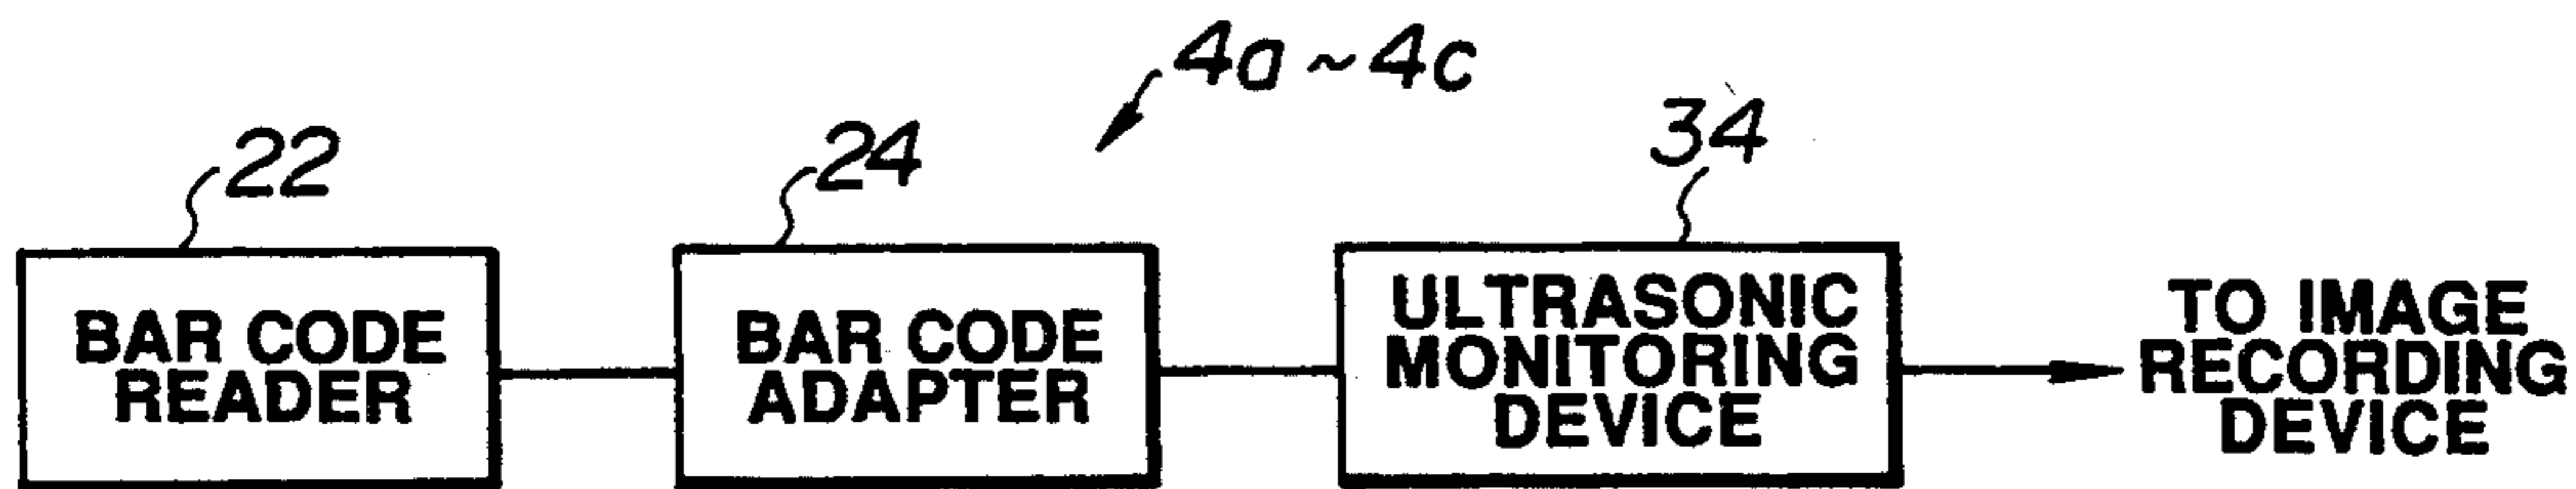 4a~4c
22
24
34
BAR CODE
READER
BAR CODE
ADAPTER
ULTRASONIC
MONITORING
DEVICE
TO IMAGE
RECORDING
DEVICE